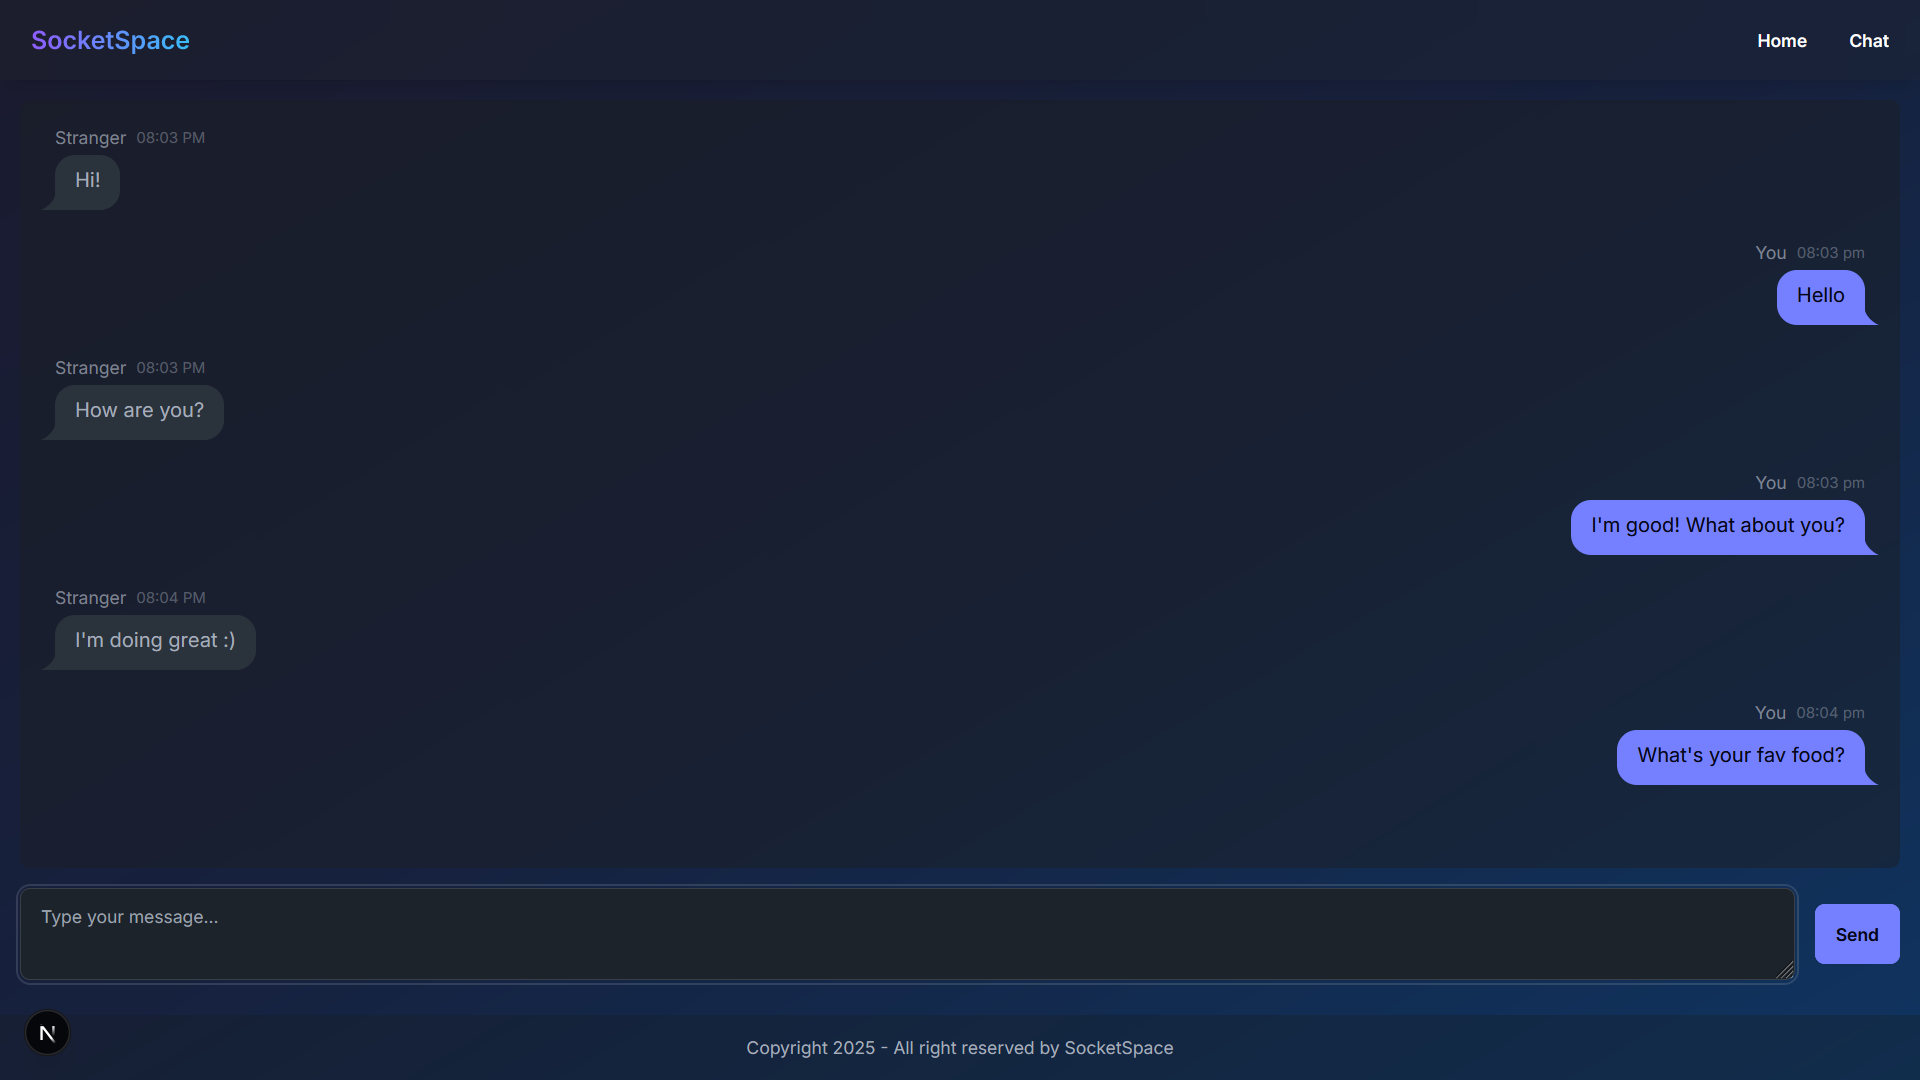 SocketSpace
Home Chat
Stranger 08:03 PM
Hi!
You 08:03 pm
Hello
Stranger 08:03 PM
How are you?
You 08:03 pm
I'm good! What about you?
Stranger 08:04 PM
I'm doing great :)
You 08:04 pm
What's your fav food?
Type your message...
Send
N
Copyright 2025 - All right reserved by SocketSpace